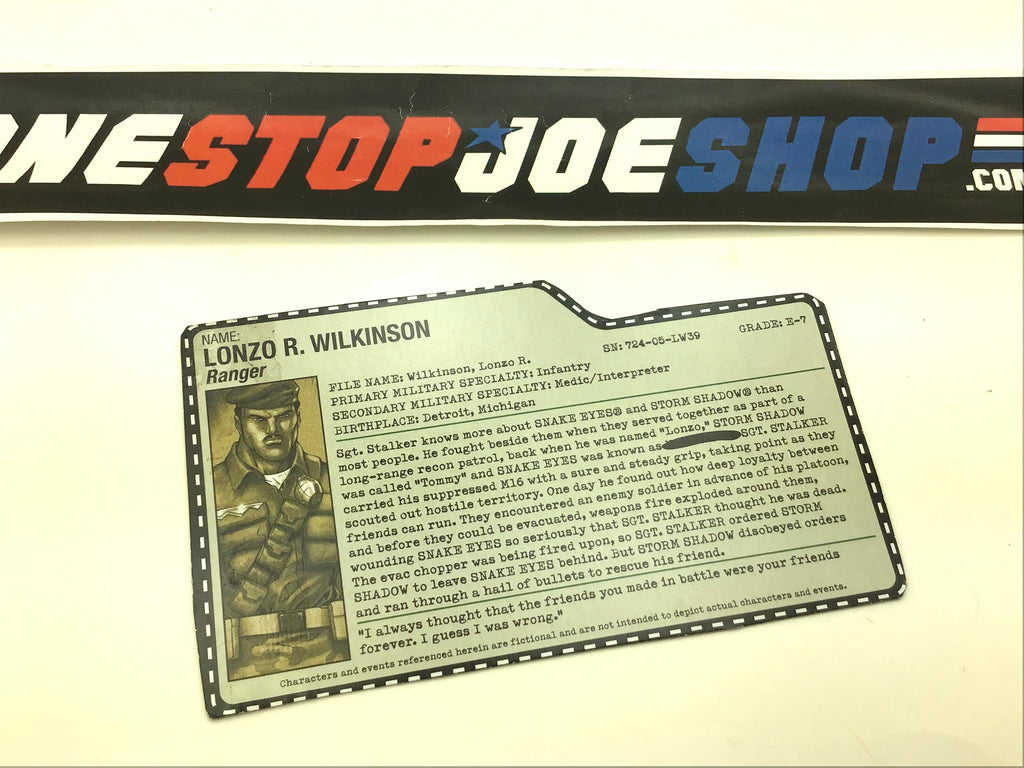 ONESTOPJOESHOP
.COM
NAME:
LONZO R. WILKINSON
Ranger
SN: 724-05-LW39
GRADE: E-7
FILE NAME: Wilkinson, Lonzo R.
PRIMARY MILITARY SPECIALTY: Infantry
SECONDARY MILITARY SPECIALTY: Medic/Interpreter
BIRTHPLACE: Detroit, Michigan
Sgt. Stalker knows more about SNAKE EYES® and STORM SHADOW® than
most people. He fought beside them when they served together as part of a
long-range recon patrol, back when he was named "Lonzo," STORM SHADOW
was called "Tommy" and SNAKE EYES was known as SGT. STALKER
carried his suppressed M16 with a sure and steady grip, taking point as they
scouted out hostile territory. One day he found out how deep loyalty between
friends can run. They encountered an enemy soldier in advance of his platoon,
and before they could be evacuated, weapons fire exploded around them,
wounding SNAKE EYES so seriously that SGT. STALKER thought he was dead.
The evac chopper was being fired upon, so SGT. STALKER ordered STORM
SHADOW to leave SNAKE EYES behind. But STORM SHADOW disobeyed orders
and ran through a hail of bullets to rescue his friend.
"I always thought that the friends you made in battle were your friends
forever. I guess I was wrong."
Characters and events referenced herein are fictional and are not intended to depict actual characters and events.